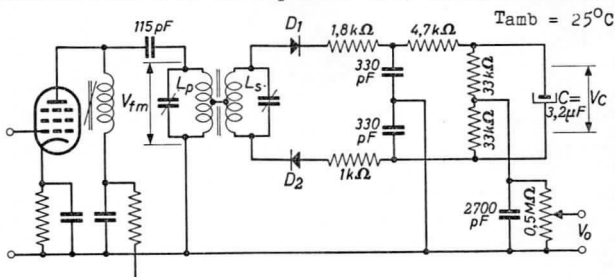 Tamb = 25°C
115pF
D1
1,8kΩ
4,7kΩ
Vfm
Lp
Ls
330
pF
33kΩ
C=
3,2µF
VC
330
pF
33kΩ
D2
1kΩ
2700
pF
0,5MΩ
Vo